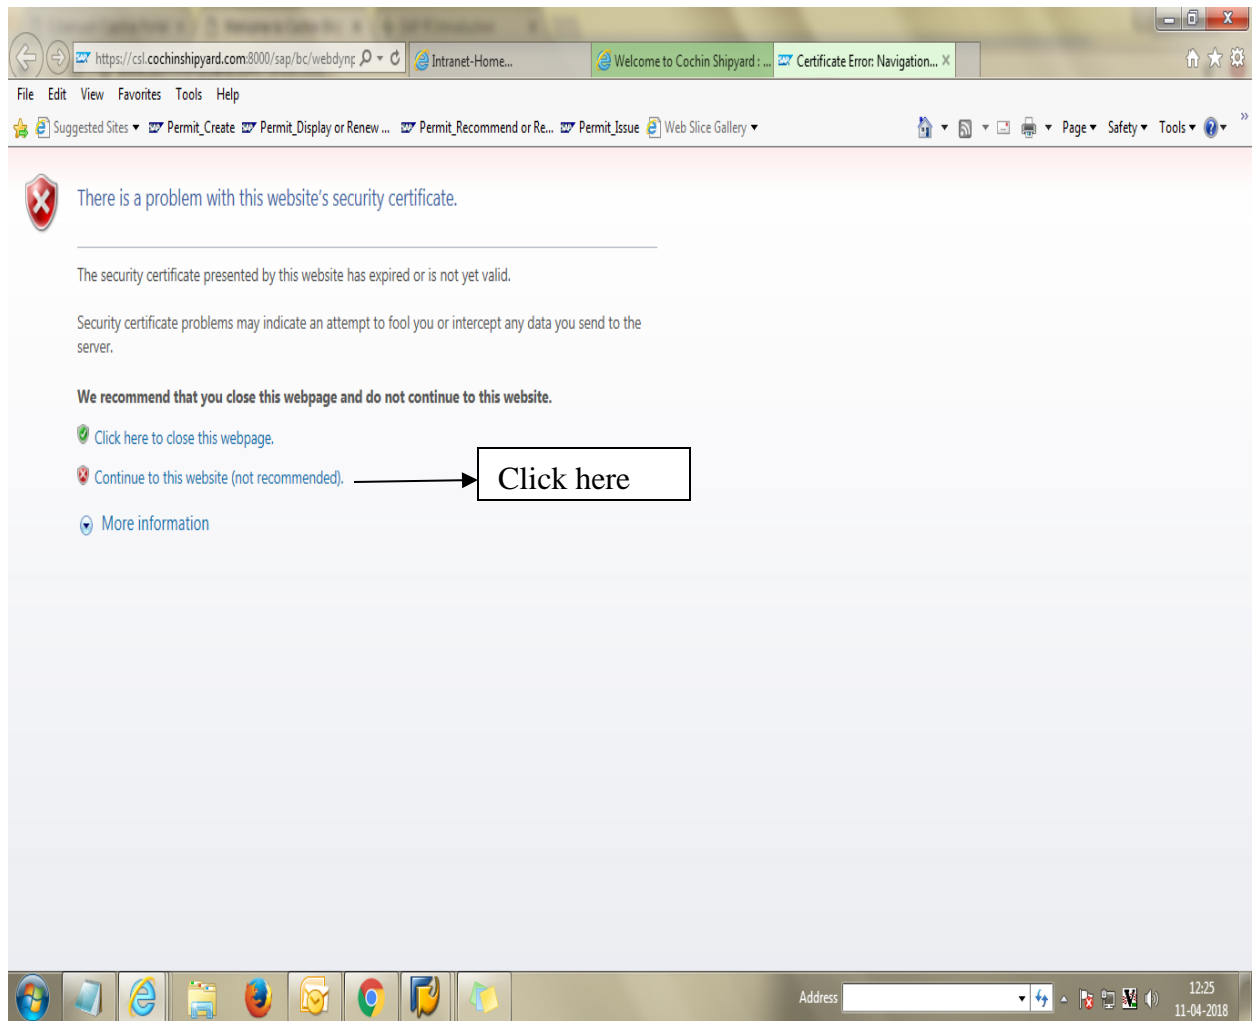 https://csl.cochinshipyard.com:8000/sap/bc/webdynp
Intranet-Home...
Welcome to Cochin Shipyard : ...
Certificate Error: Navigation...
File Edit View Favorites Tools Help
Suggested Sites Permit_Create Permit_Display or Renew ... Permit_Recommend or Re... Permit_Issue Web Slice Gallery Page Safety Tools
There is a problem with this website's security certificate.
The security certificate presented by this website has expired or is not yet valid.
Security certificate problems may indicate an attempt to fool you or intercept any data you send to the
server.
We recommend that you close this webpage and do not continue to this website.
Click here to close this webpage.
Continue to this website (not recommended).
Click here
More information
Address
12:25
11-04-2018